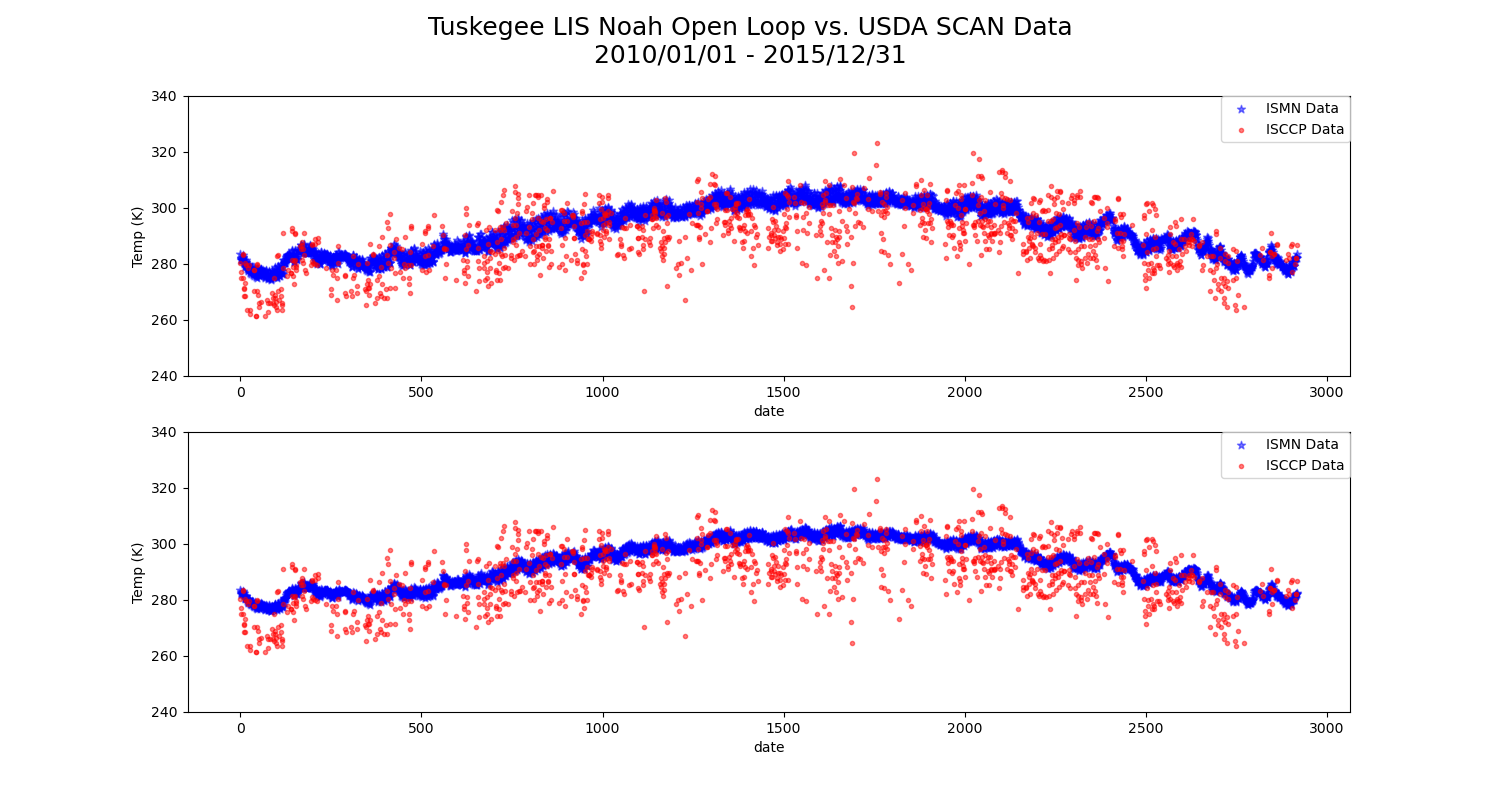 Tuskegee LIS Noah Open Loop vs. USDA SCAN Data
2010/01/01 - 2015/12/31
340
320
300
280
260
240
Temp (K)
ISMN Data
ISCCP Data
0 500 1000 1500 2000 2500 3000
date
340
320
300
280
260
240
Temp (K)
ISMN Data
ISCCP Data
0 500 1000 1500 2000 2500 3000
date